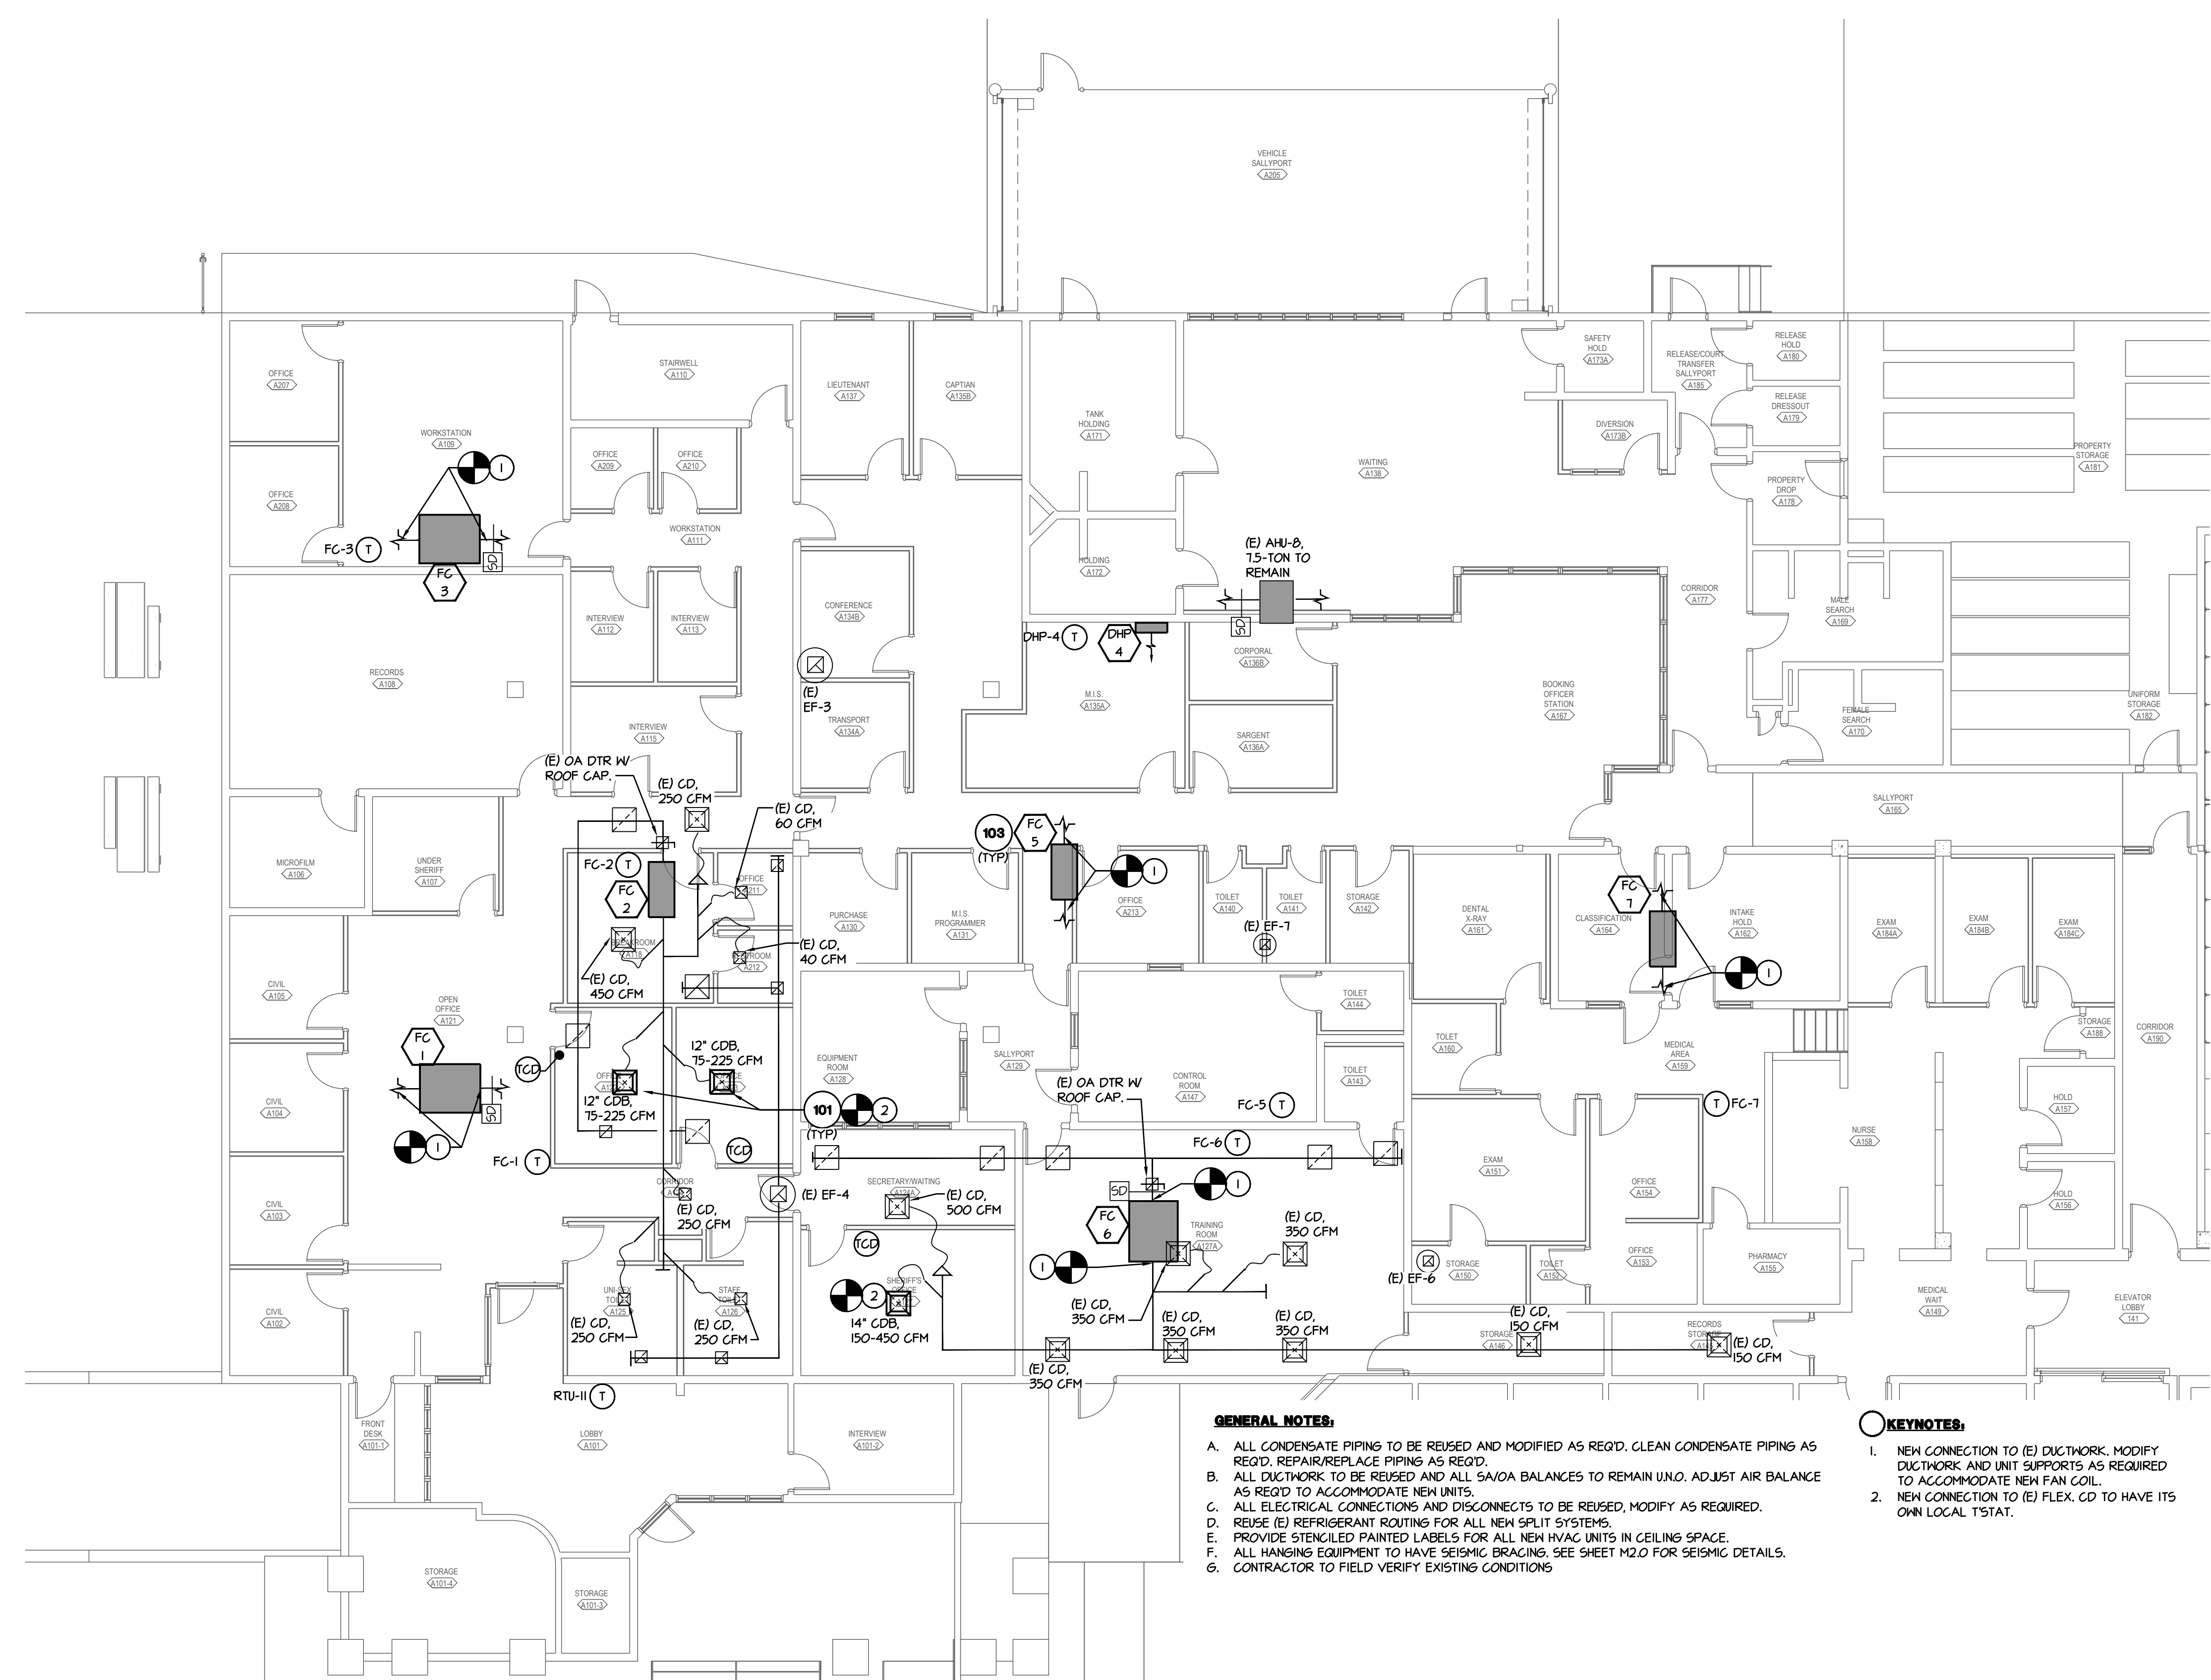 VEHICLE
SALLYPORT
A205
OFFICE
A207
STAIRWELL
A110
LIEUTENANT
A137
CAPTIAN
A135B
TANK
HOLDING
A171
WAITING
A138
SAFETY
HOLD
A173A
RELEASE/COURT
TRANSFER
SALLYPORT
A185
RELEASE
HOLD
A180
RELEASE
DRESSOUT
A179
DIVERSION
A173B
PROPERTY
STORAGE
A181
WORKSTATION
A109
1
OFFICE
A208
OFFICE
A209
OFFICE
A210
PROPERTY
DROP
A178
WORKSTATION
A111
FC-3 T
SD
FC
3
HOLDING
A172
(E) AHU-8,
7.5-TON TO
REMAIN
SD
CORRIDOR
A177
MALE
SEARCH
A169
INTERVIEW
A112
INTERVIEW
A113
CONFERENCE
A134B
DHP-4 T
DHP
4
CORPORAL
A136B
RECORDS
A108
(E)
EF-3
M.I.S.
A135A
BOOKING
OFFICER
STATION
A167
UNIFORM
STORAGE
A182
FEMALE
SEARCH
A170
INTERVIEW
A115
TRANSPORT
A134A
SARGENT
A136A
(E) OA DTR W/
ROOF CAP.
(E) CD,
250 CFM
(E) CD,
60 CFM
SALLYPORT
A165
103
(TYP)
FC
5
1
MICROFILM
A106
UNDER
SHERIFF
A107
FC-2 T
FC
2
OFFICE
A211
PURCHASE
A130
M.I.S.
PROGRAMMER
A131
OFFICE
A213
TOILET
A140
TOILET
A141
STORAGE
A142
(E) EF-7
DENTAL
X-RAY
A161
CLASSIFICATION
A164
FC
7
INTAKE
HOLD
A162
1
EXAM
A184A
EXAM
A184B
EXAM
A184C
A118
A212
(E) CD,
40 CFM
(E) CD,
450 CFM
CIVIL
A105
OPEN
OFFICE
A121
FC
1
SD
1
TCD
12" CDB,
75-225 CFM
12" CDB,
75-225 CFM
101
2
(TYP)
EQUIPMENT
ROOM
A128
SALLYPORT
A129
(E) OA DTR W/
ROOF CAP.
CONTROL
ROOM
A147
TOILET
A144
TOILET
A143
FC-5 T
TOLET
A160
MEDICAL
AREA
A159
STORAGE
A188
CORRIDOR
A190
CIVIL
A104
T FC-7
HOLD
A157
NURSE
A158
FC-1 T
TCD
FC-6 T
EXAM
A151
OFFICE
A154
HOLD
A156
CIVIL
A103
CORRIDOR
(E) CD,
250 CFM
(E) EF-4
SECRETARY/WAITING
A124A
(E) CD,
500 CFM
SD
1
FC
6
TRAINING
ROOM
A127A
(E) CD,
350 CFM
TCD
1
(E) EF-6
STORAGE
A150
TOILET
A152
OFFICE
A153
PHARMACY
A155
CIVIL
A102
UNI-SEX
A125
STAFF
A126
(E) CD,
250 CFM
(E) CD,
250 CFM
2
SHERIFF'S
14" CDB,
150-450 CFM
(E) CD,
350 CFM
(E) CD,
350 CFM
(E) CD,
350 CFM
(E) CD,
350 CFM
(E) CD,
150 CFM
STORAGE
A146
RECORDS
STORAGE
(E) CD,
150 CFM
MEDICAL
WAIT
A149
ELEVATOR
LOBBY
141
RTU-11 T
FRONT
DESK
A101-1
LOBBY
A101
INTERVIEW
A101-2
STORAGE
A101-4
STORAGE
A101-3
GENERAL NOTES:
A. ALL CONDENSATE PIPING TO BE REUSED AND MODIFIED AS REQ'D. CLEAN CONDENSATE PIPING AS
REQ'D. REPAIR/REPLACE PIPING AS REQ'D.
B. ALL DUCTWORK TO BE REUSED AND ALL SA/OA BALANCES TO REMAIN U.N.O. ADJUST AIR BALANCE
AS REQ'D TO ACCOMMODATE NEW UNITS.
C. ALL ELECTRICAL CONNECTIONS AND DISCONNECTS TO BE REUSED, MODIFY AS REQUIRED.
D. REUSE (E) REFRIGERANT ROUTING FOR ALL NEW SPLIT SYSTEMS.
E. PROVIDE STENCILED PAINTED LABELS FOR ALL NEW HVAC UNITS IN CEILING SPACE.
F. ALL HANGING EQUIPMENT TO HAVE SEISMIC BRACING. SEE SHEET M2.0 FOR SEISMIC DETAILS.
G. CONTRACTOR TO FIELD VERIFY EXISTING CONDITIONS
KEYNOTES:
1. NEW CONNECTION TO (E) DUCTWORK. MODIFY
DUCTWORK AND UNIT SUPPORTS AS REQUIRED
TO ACCOMMODATE NEW FAN COIL.
2. NEW CONNECTION TO (E) FLEX. CD TO HAVE ITS
OWN LOCAL T'STAT.